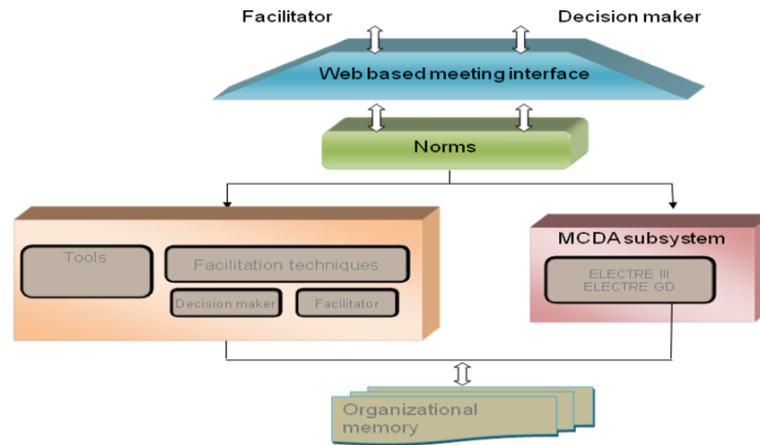 Facilitator
Decision maker
Web based meeting interface
Norms
MCDA subsystem
Tools
Facilitation techniques
Decision maker
Facilitator
ELECTRE III
ELECTRE GD
Organizational
memory